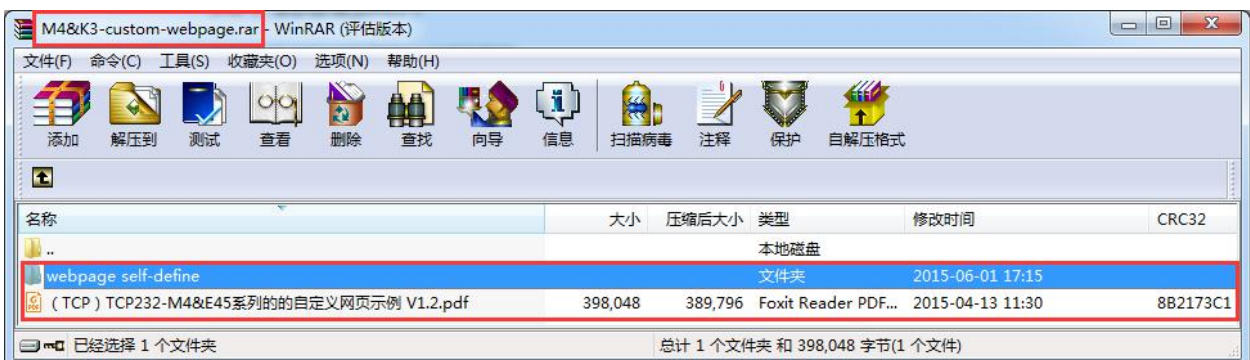 M4&K3-custom-webpage.rar - WinRAR (评估版本)
文件(F) 命令(C) 工具(S) 收藏夹(O) 选项(N) 帮助(H)
添加 解压到 测试 查看 删除 查找 向导 信息 扫描病毒 注释 保护 自解压格式
名称 大小 压缩后大小 类型 修改时间 CRC32
.. 本地磁盘
webpage self-define 文件夹 2015-06-01 17:15
（TCP）TCP232-M4&E45系列的的自定义网页示例 V1.2.pdf 398,048 389,796 Foxit Reader PDF... 2015-04-13 11:30 8B2173C1
已经选择 1 个文件夹 总计 1 个文件夹 和 398,048 字节(1 个文件)